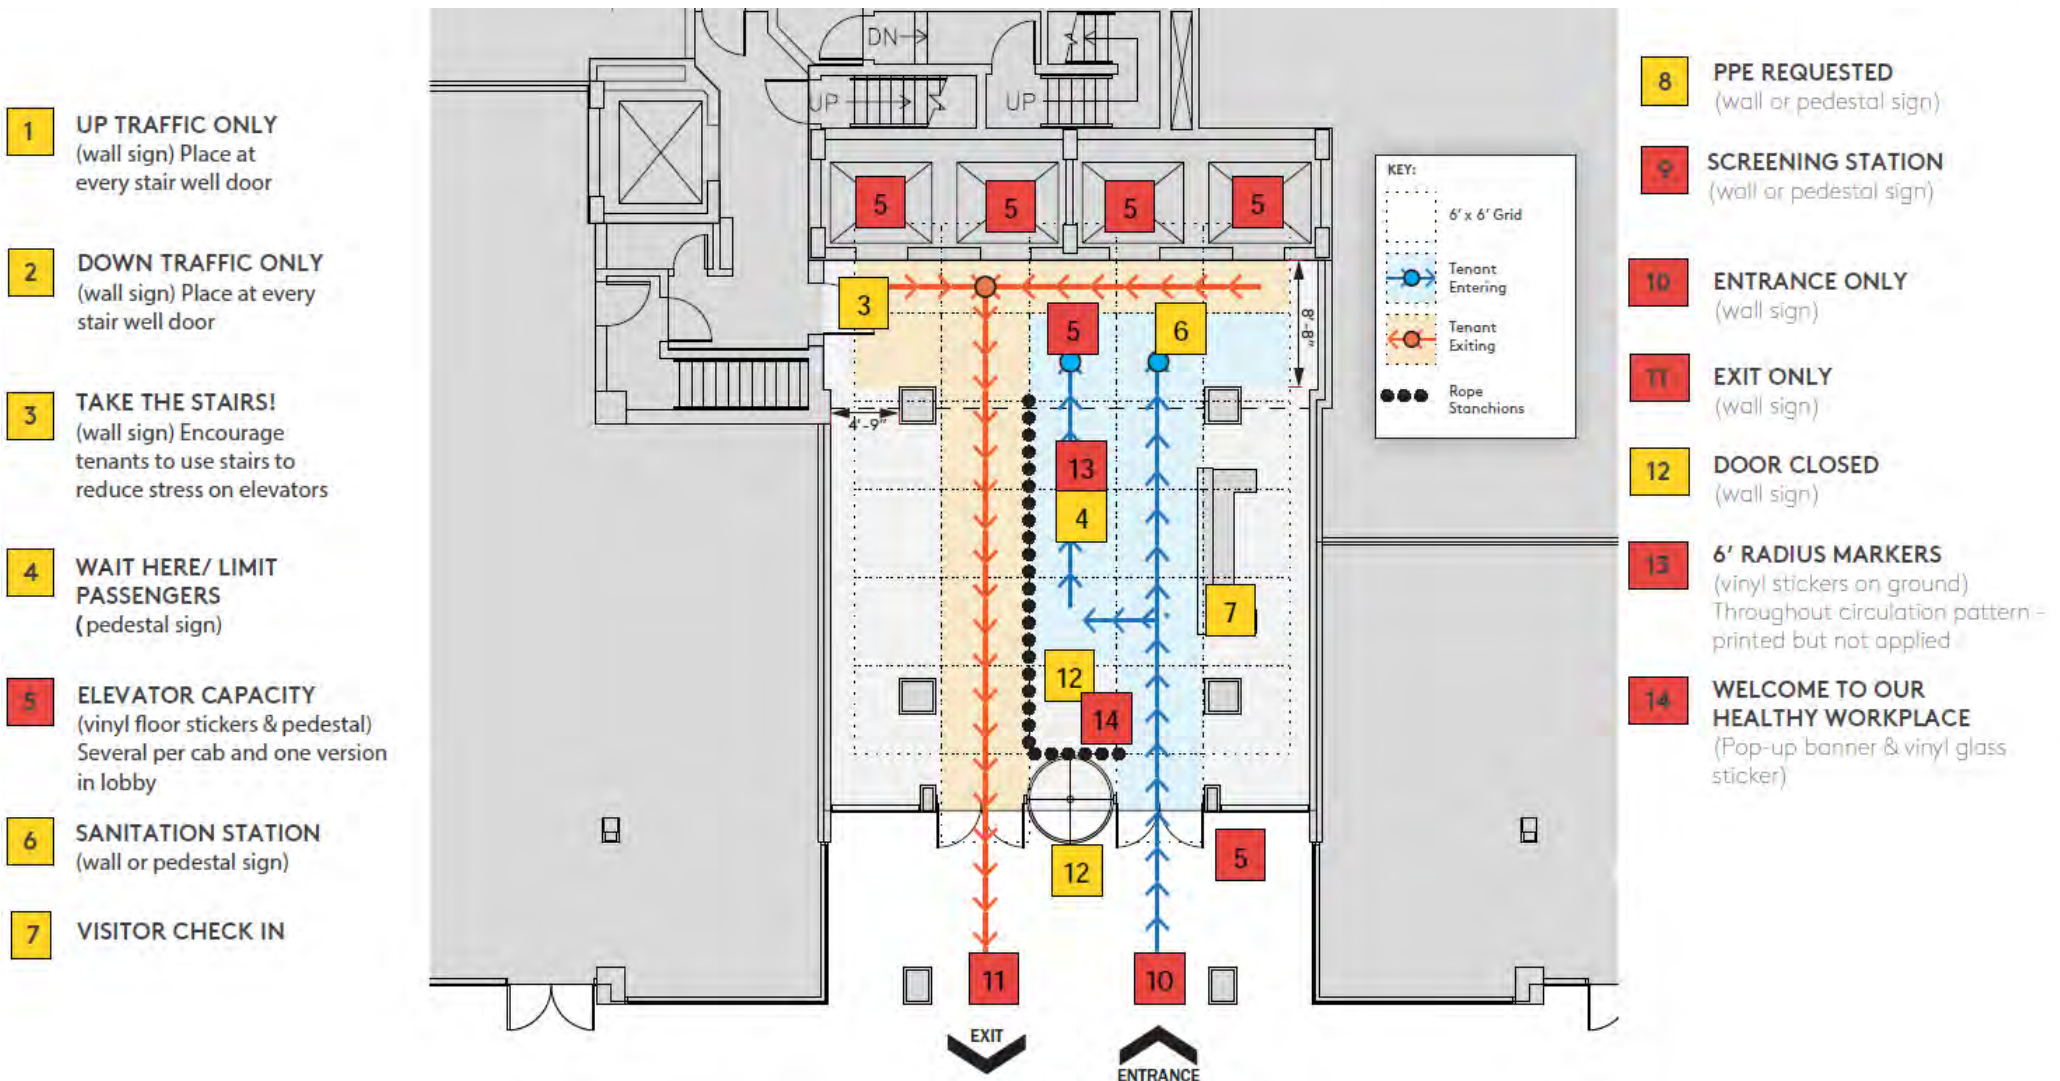 1
UP TRAFFIC ONLY
(wall sign) Place at
every stair well door
2
DOWN TRAFFIC ONLY
(wall sign) Place at every
stair well door
3
TAKE THE STAIRS!
(wall sign) Encourage
tenants to use stairs to
reduce stress on elevators
4
WAIT HERE/ LIMIT
PASSENGERS
(pedestal sign)
5
ELEVATOR CAPACITY
(vinyl floor stickers & pedestal)
Several per cab and one version
in lobby
6
SANITATION STATION
(wall or pedestal sign)
7
VISITOR CHECK IN
DN
UP
UP
5
5
5
5
3
5
6
8'-8"
4'-9"
13
4
7
12
14
12
5
11
10
EXIT
ENTRANCE
KEY:
6' x 6' Grid
Tenant
Entering
Tenant
Exiting
Rope
Stanchions
8
PPE REQUESTED
(wall or pedestal sign)
9
SCREENING STATION
(wall or pedestal sign)
10
ENTRANCE ONLY
(wall sign)
11
EXIT ONLY
(wall sign)
12
DOOR CLOSED
(wall sign)
13
6' RADIUS MARKERS
(vinyl stickers on ground)
Throughout circulation pattern -
printed but not applied
14
WELCOME TO OUR
HEALTHY WORKPLACE
(Pop-up banner & vinyl glass
sticker)